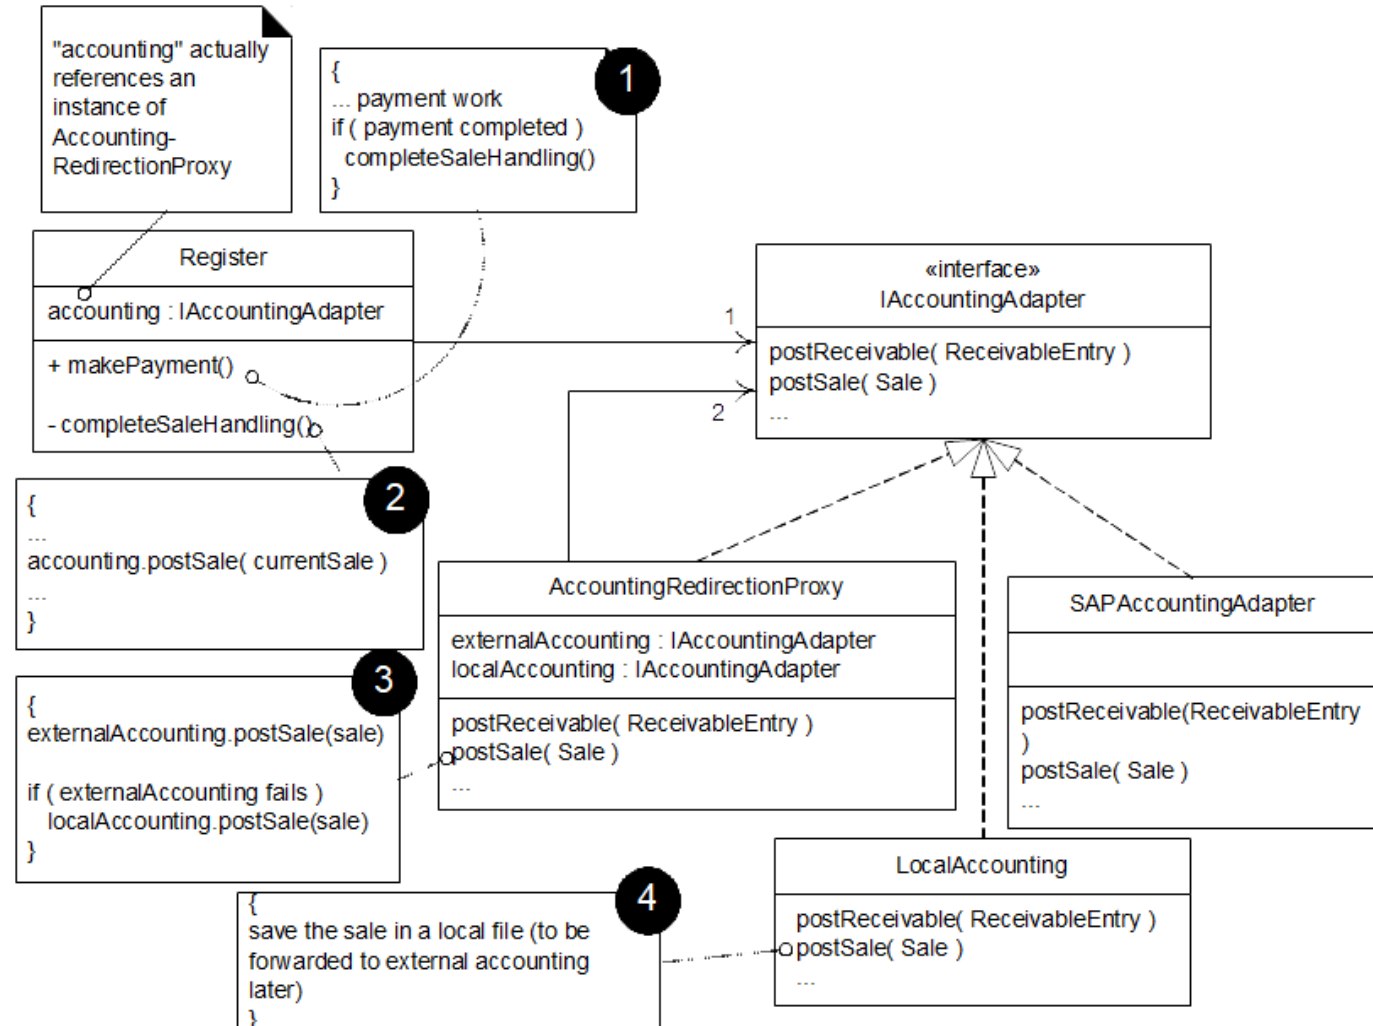 "accounting" actually
references an
instance of
Accounting-
RedirectionProxy
{
... payment work
if ( payment completed )
completeSaleHandling()
}
1
Register
accounting : IAccountingAdapter
+ makePayment()
- completeSaleHandling()
1
2
«interface»
IAccountingAdapter
postReceivable( ReceivableEntry )
postSale( Sale )
...
{
...
accounting.postSale( currentSale )
...
}
2
AccountingRedirectionProxy
externalAccounting : IAccountingAdapter
localAccounting : IAccountingAdapter
postReceivable( ReceivableEntry )
postSale( Sale )
...
SAPAccountingAdapter
postReceivable(ReceivableEntry
)
postSale( Sale )
...
{
externalAccounting.postSale(sale)
if ( externalAccounting fails )
localAccounting.postSale(sale)
}
3
LocalAccounting
postReceivable( ReceivableEntry )
postSale( Sale )
...
{
save the sale in a local file (to be
forwarded to external accounting
later)
}
4